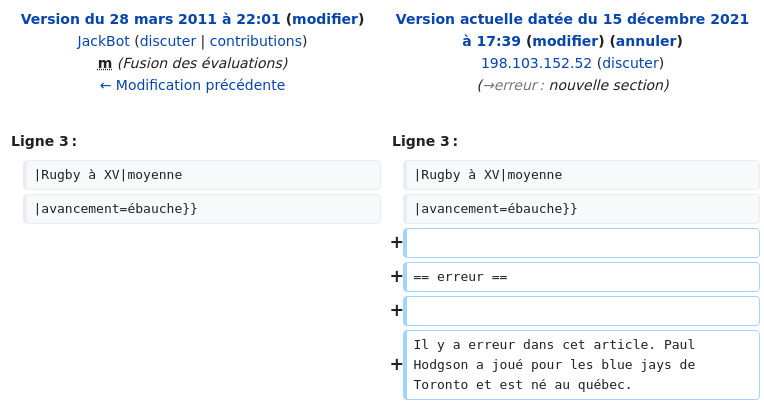 Version du 28 mars 2011 à 22:01 (modifier)
JackBot (discuter | contributions)
m (Fusion des évaluations)
← Modification précédente
Version actuelle datée du 15 décembre 2021
à 17:39 (modifier) (annuler)
198.103.152.52 (discuter)
(→erreur : nouvelle section)
Ligne 3 :
Ligne 3 :
|Rugby à XV|moyenne
|Rugby à XV|moyenne
|avancement=ébauche}}
|avancement=ébauche}}
+
+ == erreur ==
+
+ Il y a erreur dans cet article. Paul
Hodgson a joué pour les blue jays de
Toronto et est né au québec.